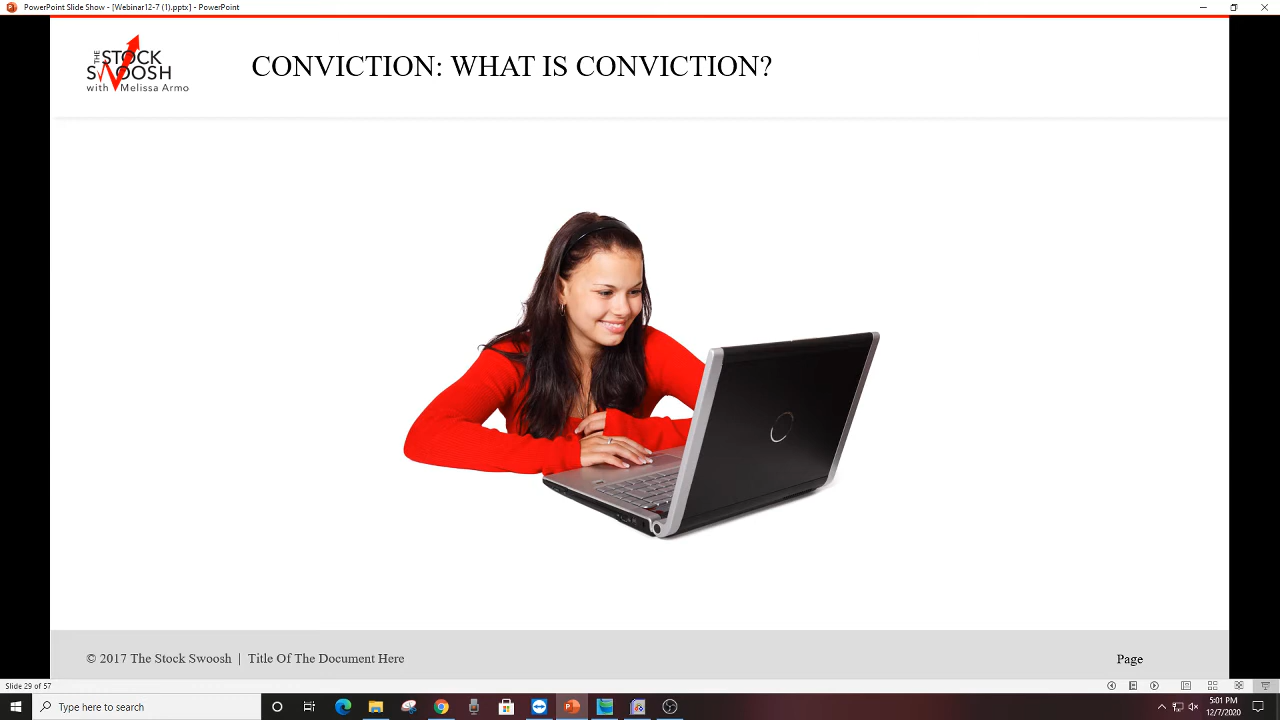 PowerPoint Slide Show - [Webinar12-7 (1).pptx] - PowerPoint
THE
STOCK
SWOOSH
with Melissa Armo
CONVICTION: WHAT IS CONVICTION?
© 2017 The Stock Swoosh | Title Of The Document Here
Page
Slide 29 of 57
Type here to search
5:01 PM
12/7/2020